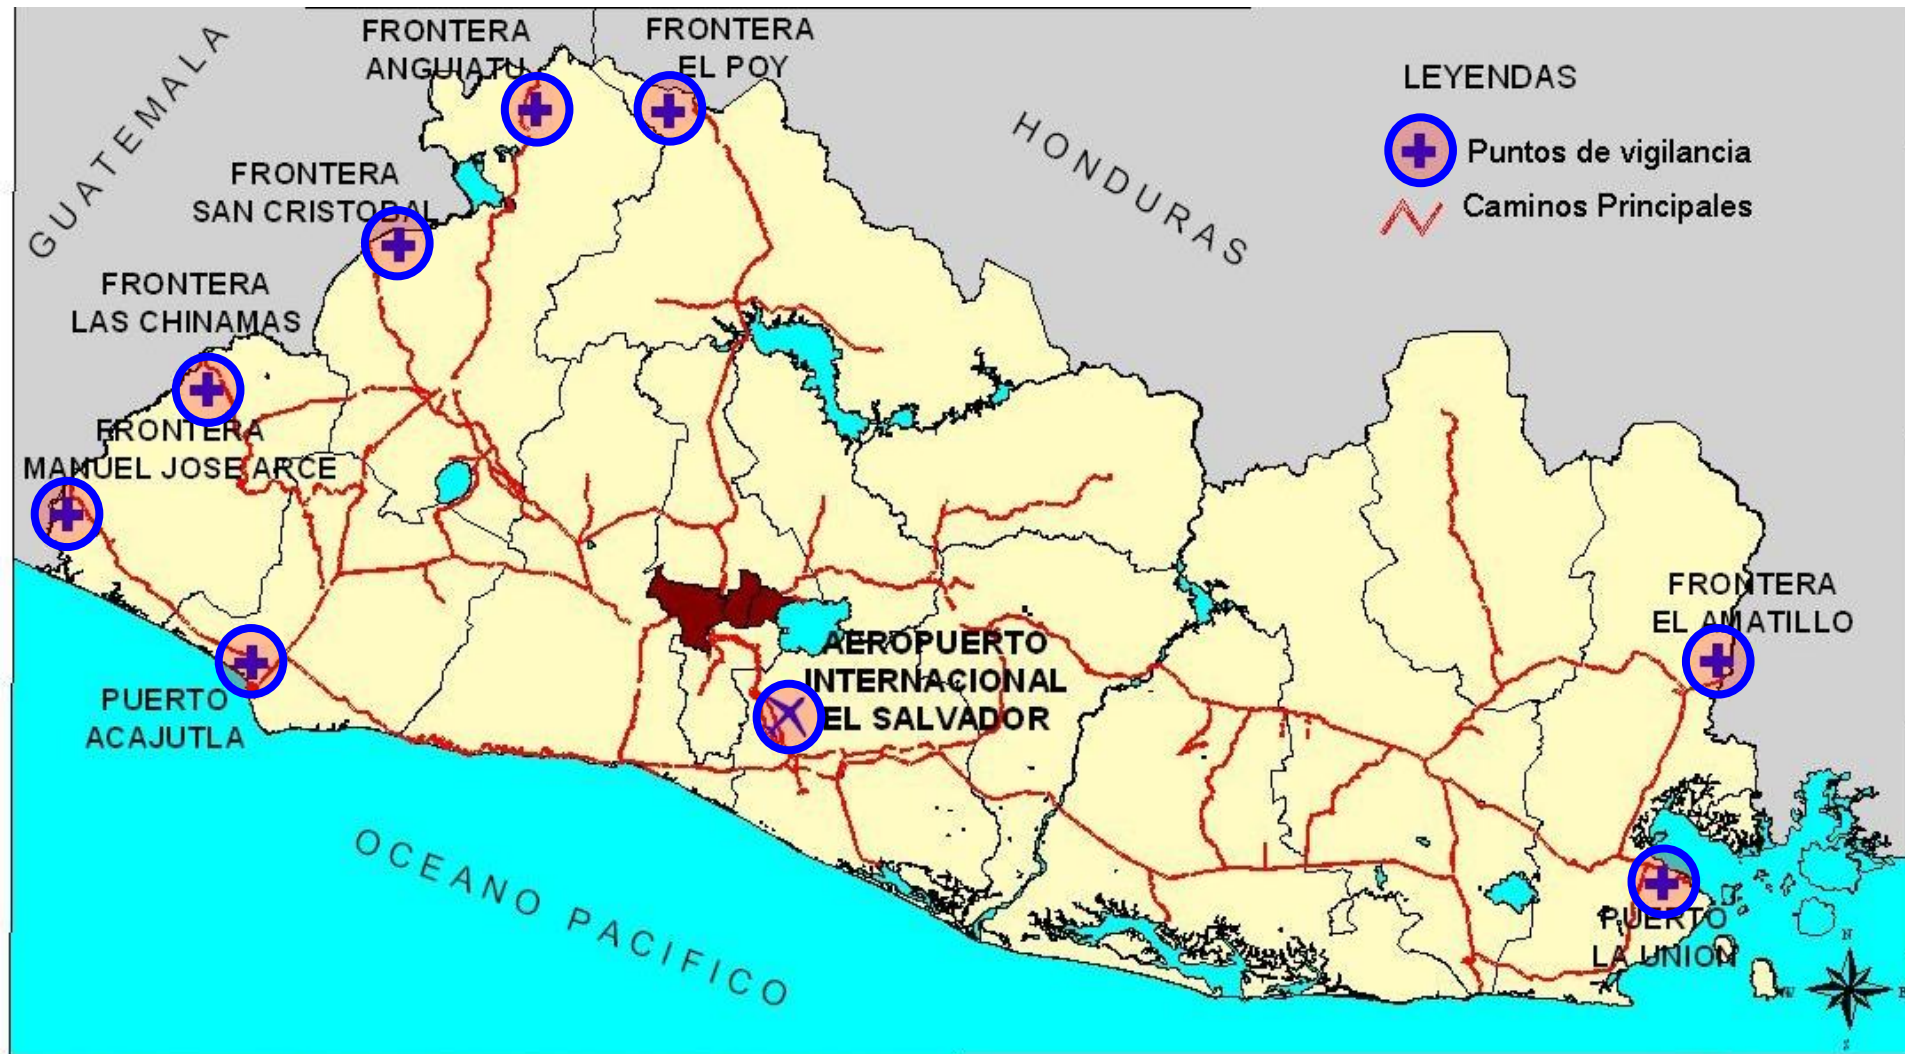 FRONTERA
ANGUIATU
FRONTERA
EL POY
LEYENDAS
Puntos de vigilancia
Caminos Principales
GUATEMALA
HONDURAS
FRONTERA
SAN CRISTOBAL
FRONTERA
LAS CHINAMAS
FRONTERA
MANUEL JOSE ARCE
FRONTERA
EL AMATILLO
AEROPUERTO
INTERNACIONAL
EL SALVADOR
PUERTO
ACAJUTLA
OCEANO PACIFICO
PUERTO
LA UNION
N
W
E
S